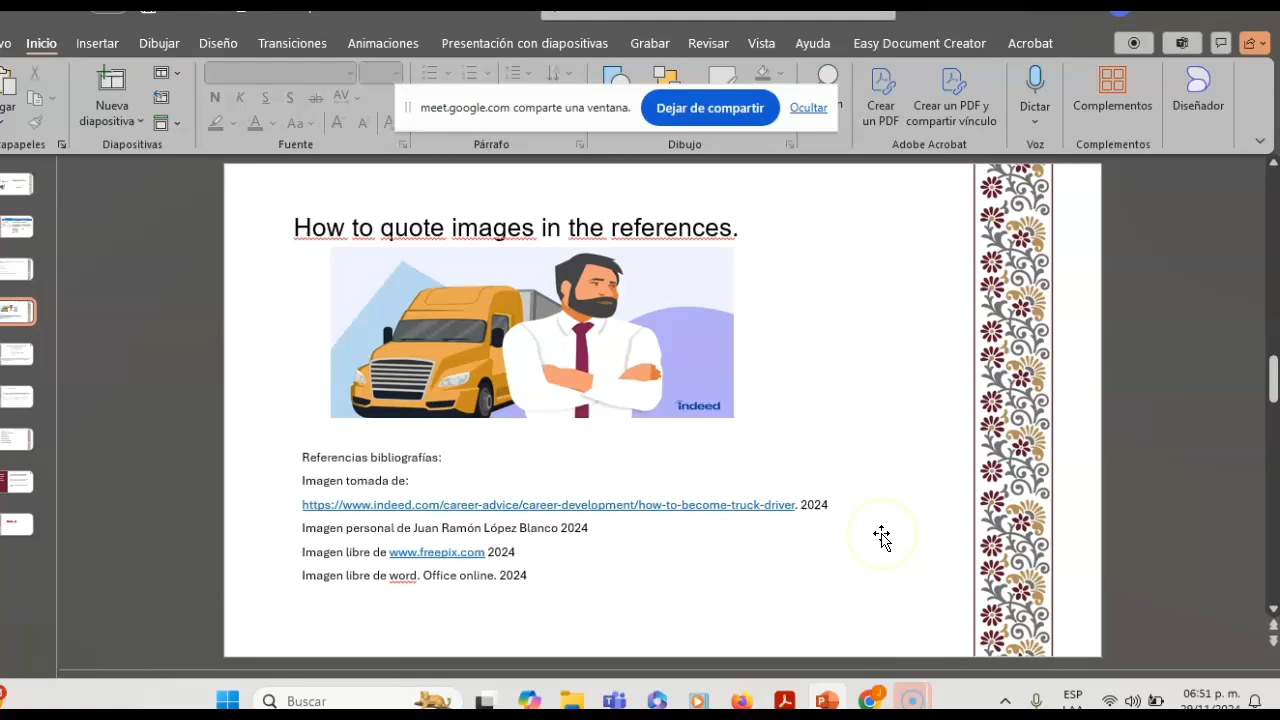 vo Inicio Insertar Dibujar Diseño Transiciones Animaciones Presentación con diapositivas Grabar Revisar Vista Ayuda Easy Document Creator Acrobat
Nueva
diapositiva
N K S S ab AV
A Aa A A
meet.google.com comparte una ventana. Dejar de compartir Ocultar
Crear
un PDF
Crear un PDF y
compartir vínculo
Dictar
Complementos
Diseñador
apapeles Diapositivas Fuente Párrafo Dibujo Adobe Acrobat Voz Complementos
How to quote images in the references.
indeed
Referencias bibliografías:
Imagen tomada de:
https://www.indeed.com/career-advice/career-development/how-to-become-truck-driver. 2024
Imagen personal de Juan Ramón López Blanco 2024
Imagen libre de www.freepix.com 2024
Imagen libre de word. Office online. 2024
Buscar
ESP
06:51 p. m.